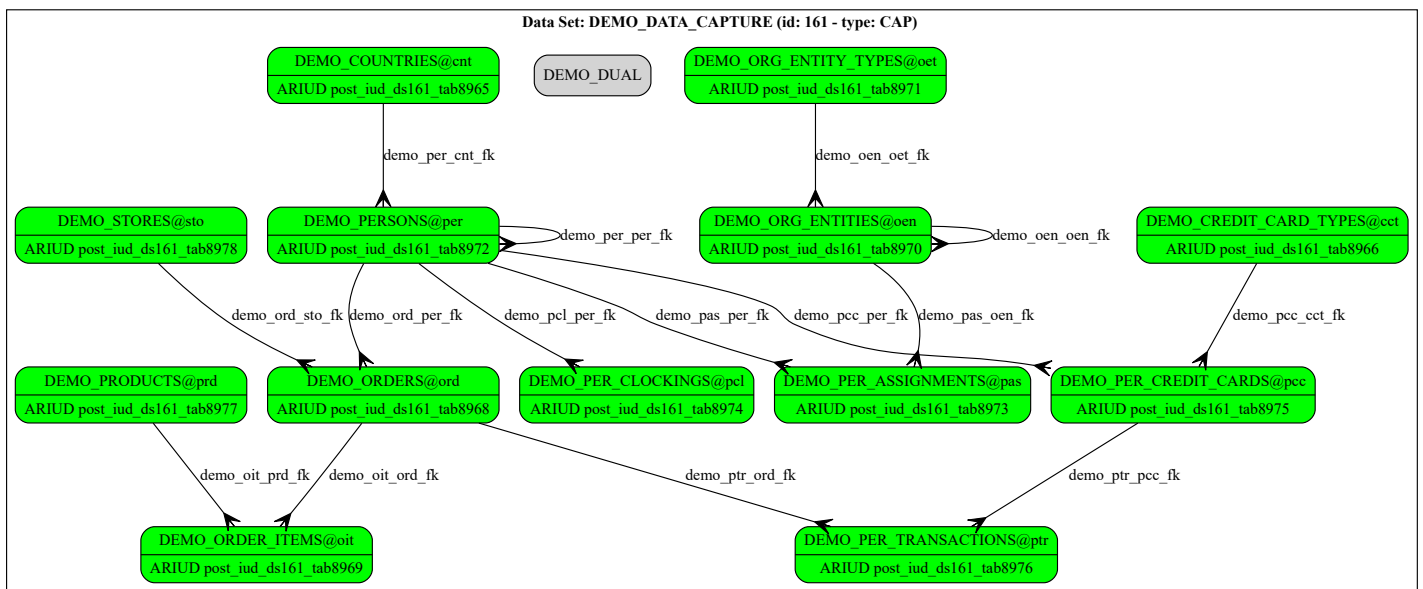 Data Set: DEMO_DATA_CAPTURE (id: 161 - type: CAP)
DEMO_COUNTRIES@cnt
ARIUD post_iud_ds161_tab8965
DEMO_DUAL
DEMO_ORG_ENTITY_TYPES@oet
ARIUD post_iud_ds161_tab8971
demo_per_cnt_fk
demo_oen_oet_fk
DEMO_STORES@sto
ARIUD post_iud_ds161_tab8978
DEMO_PERSONS@per
ARIUD post_iud_ds161_tab8972
demo_per_per_fk
DEMO_ORG_ENTITIES@oen
ARIUD post_iud_ds161_tab8970
demo_oen_oen_fk
DEMO_CREDIT_CARD_TYPES@cct
ARIUD post_iud_ds161_tab8966
demo_ord_sto_fk
demo_ord_per_fk
demo_pcl_per_fk
demo_pas_per_fk
demo_pcc_per_fk
demo_pas_oen_fk
demo_pcc_cct_fk
DEMO_PRODUCTS@prd
ARIUD post_iud_ds161_tab8977
DEMO_ORDERS@ord
ARIUD post_iud_ds161_tab8968
DEMO_PER_CLOCKINGS@pcl
ARIUD post_iud_ds161_tab8974
DEMO_PER_ASSIGNMENTS@pas
ARIUD post_iud_ds161_tab8973
DEMO_PER_CREDIT_CARDS@pcc
ARIUD post_iud_ds161_tab8975
demo_oit_prd_fk
demo_oit_ord_fk
demo_ptr_ord_fk
demo_ptr_pcc_fk
DEMO_ORDER_ITEMS@oit
ARIUD post_iud_ds161_tab8969
DEMO_PER_TRANSACTIONS@ptr
ARIUD post_iud_ds161_tab8976